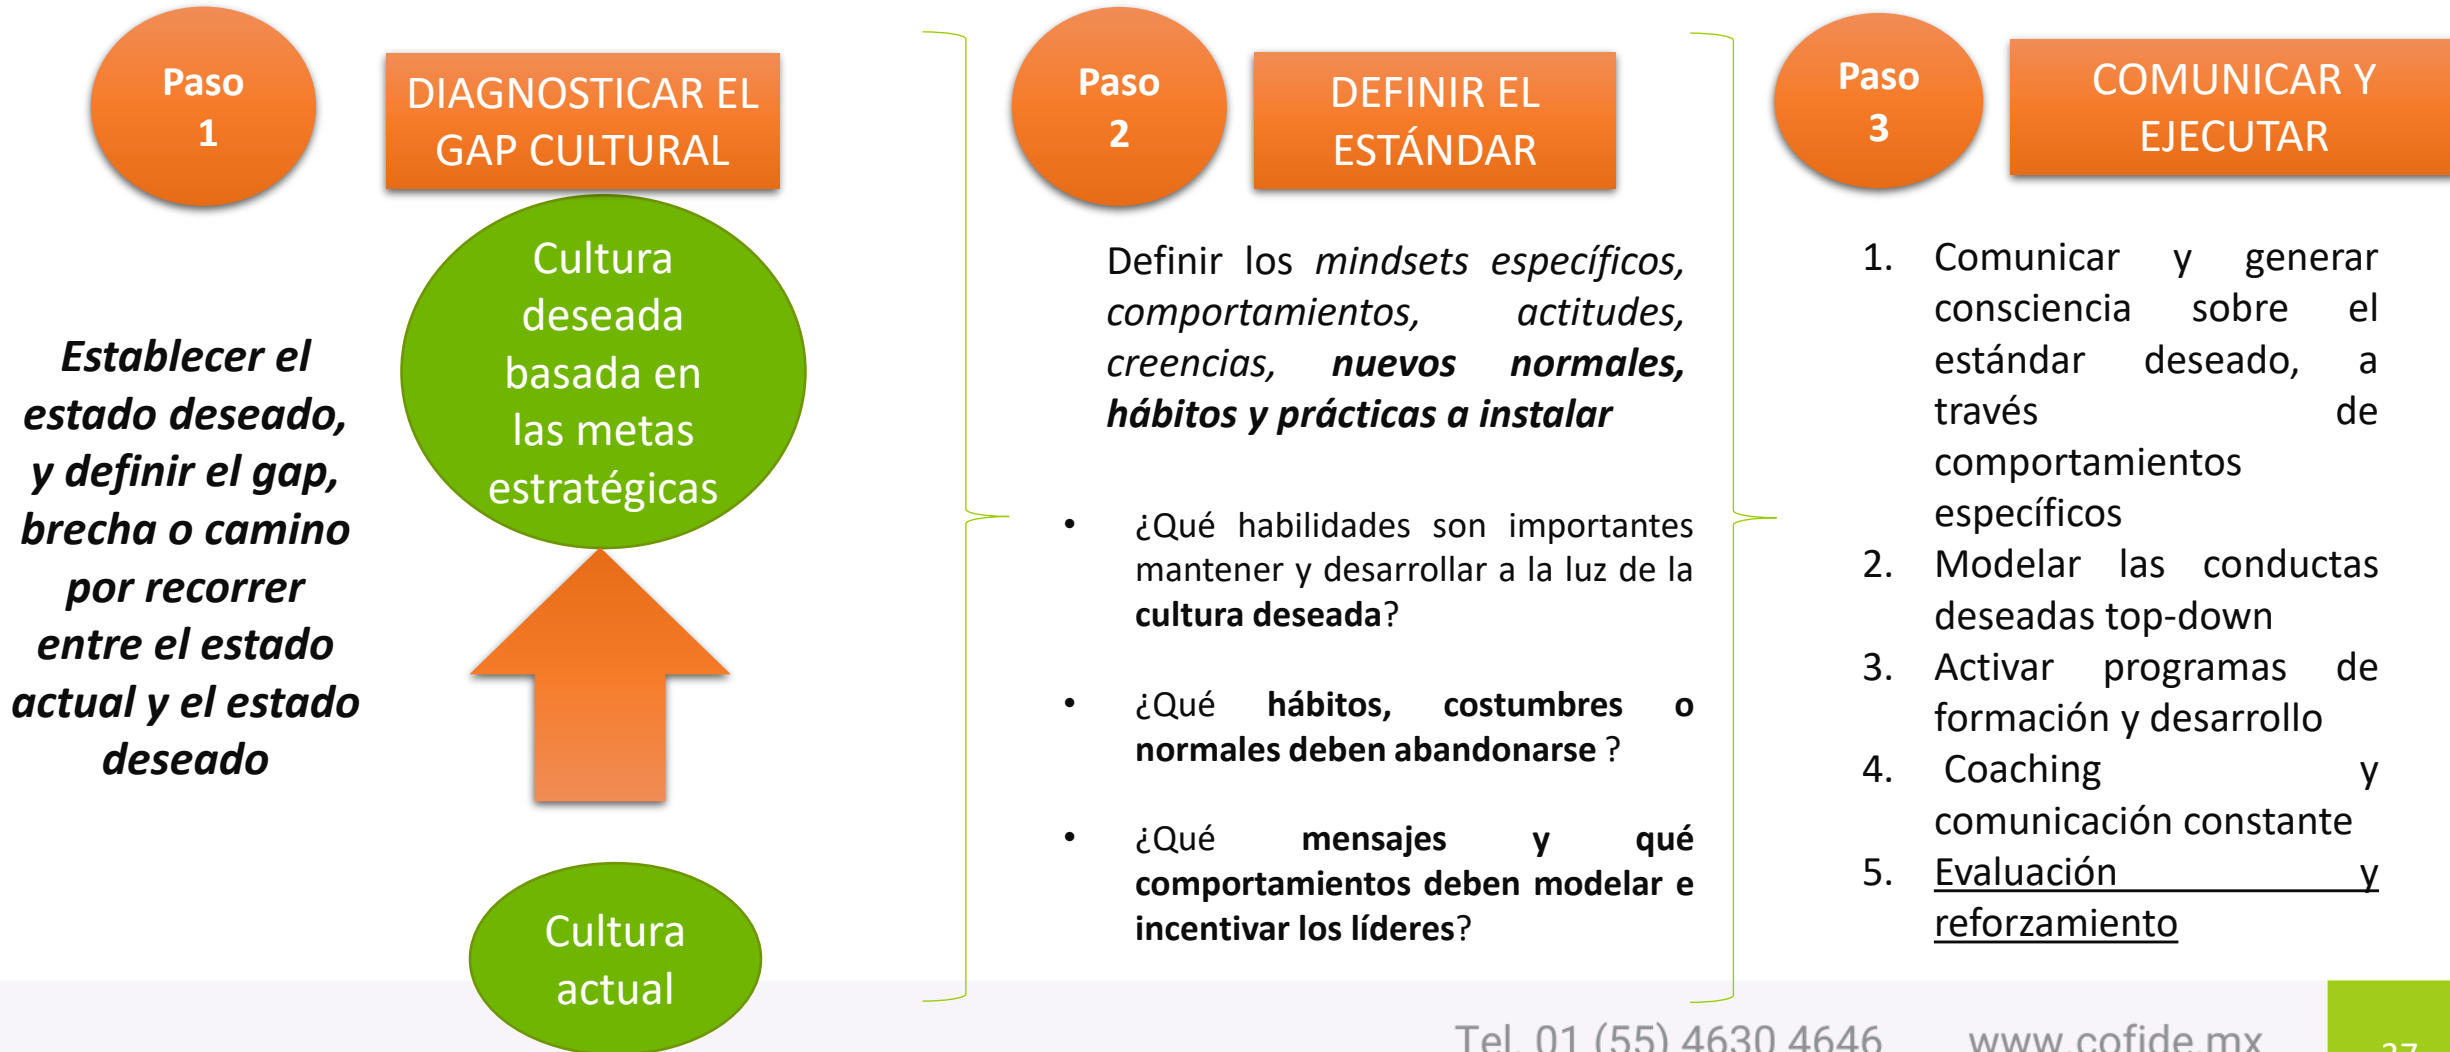 Paso
1
DIAGNOSTICAR EL
GAP CULTURAL
Establecer el
estado deseado,
y definir el gap,
brecha o camino
por recorrer
entre el estado
actual y el estado
deseado
Cultura
deseada
basada en
las metas
estratégicas
Cultura
actual
Paso
2
DEFINIR EL
ESTÁNDAR
Definir los mindsets específicos,
comportamientos, actitudes,
creencias, nuevos normales,
hábitos y prácticas a instalar
• ¿Qué habilidades son importantes
mantener y desarrollar a la luz de la
cultura deseada?
• ¿Qué hábitos, costumbres o
normales deben abandonarse ?
• ¿Qué mensajes y qué
comportamientos deben modelar e
incentivar los líderes?
Paso
3
COMUNICAR Y
EJECUTAR
1. Comunicar y generar
consciencia sobre el
estándar deseado, a
través de
comportamientos
específicos
2. Modelar las conductas
deseadas top-down
3. Activar programas de
formación y desarrollo
4. Coaching y
comunicación constante
5. Evaluación y
reforzamiento
Tel. 01 (55) 4630 4646 www.cofide.mx
27